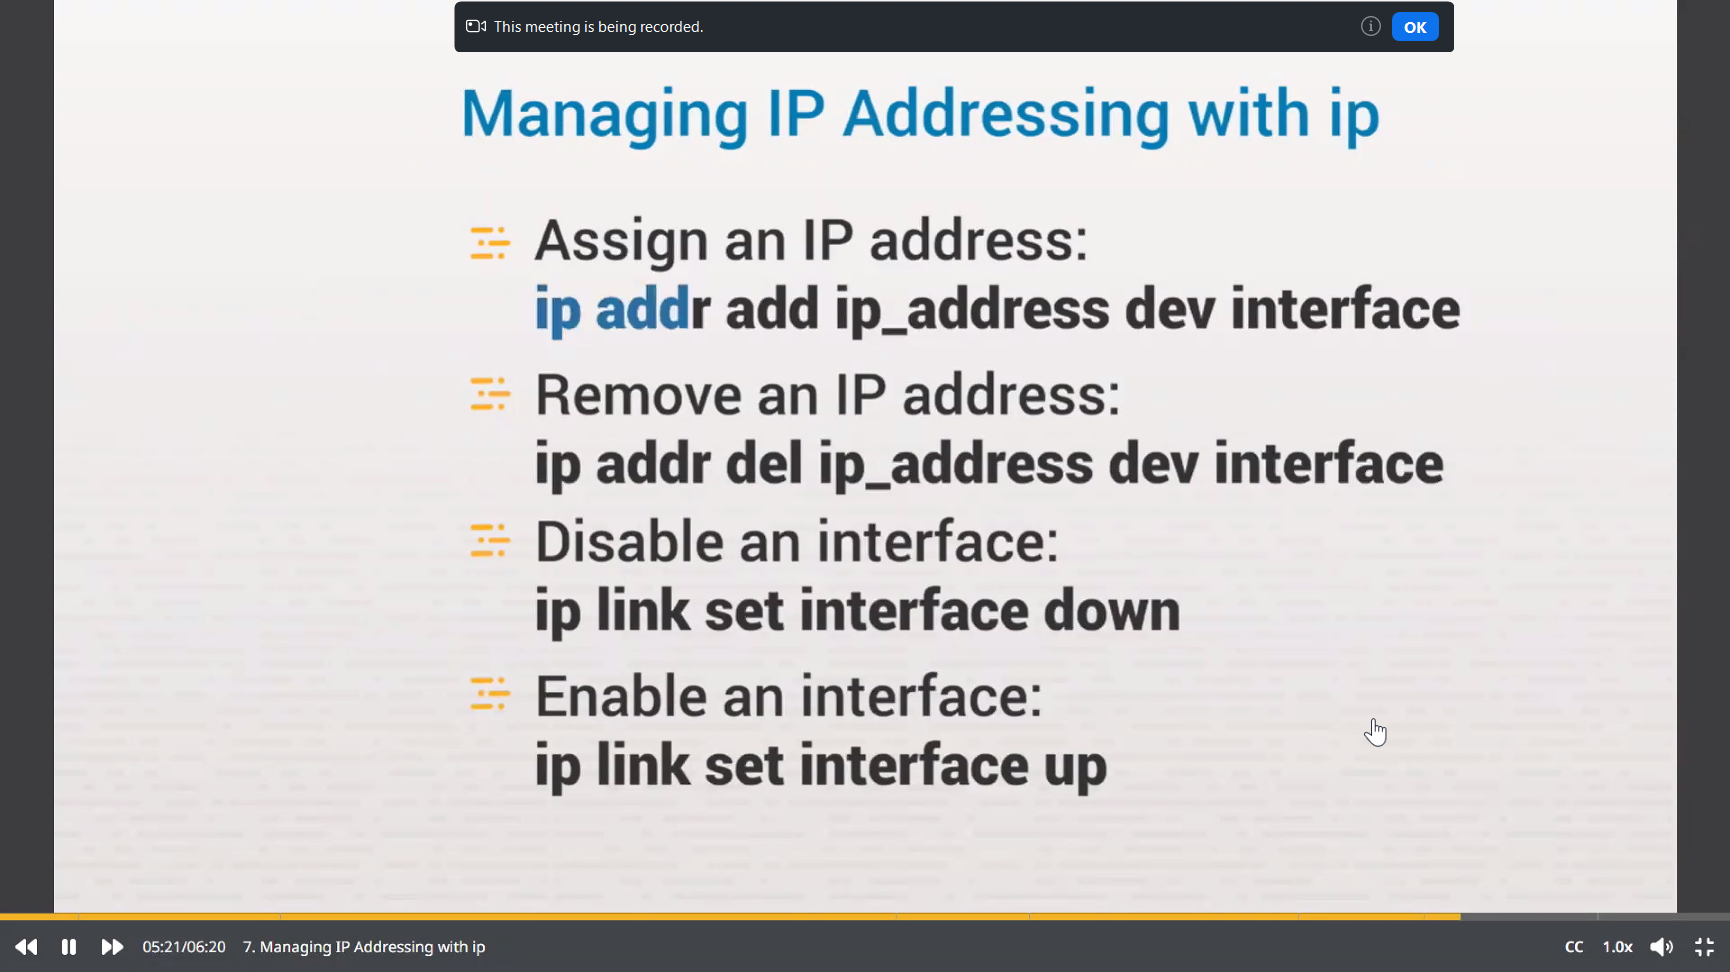 This meeting is being recorded.
OK
Managing IP Addressing with ip
Assign an IP address:
ip addr add ip_address dev interface
Remove an IP address:
ip addr del ip_address dev interface
Disable an interface:
ip link set interface down
Enable an interface:
ip link set interface up
05:21/06:20 7. Managing IP Addressing with ip
CC 1.0x